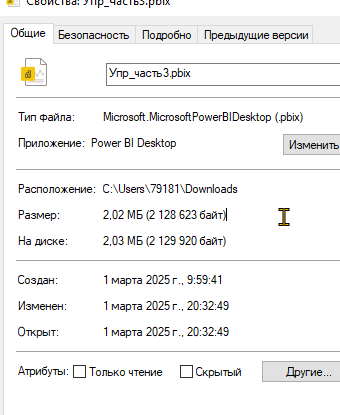 Свойства: Упр_часть3.pbix
Общие Безопасность Подробно Предыдущие версии
Упр_часть3.pbix
Тип файла: Microsoft.MicrosoftPowerBIDesktop (.pbix)
Приложение: Power BI Desktop Изменить
Расположение: C:\Users\79181\Downloads
Размер: 2,02 МБ (2 128 623 байт)
На диске: 2,03 МБ (2 129 920 байт)
Создан: 1 марта 2025 г., 9:59:41
Изменен: 1 марта 2025 г., 20:32:49
Открыт: 1 марта 2025 г., 20:32:49
Атрибуты: Только чтение Скрытый Другие...